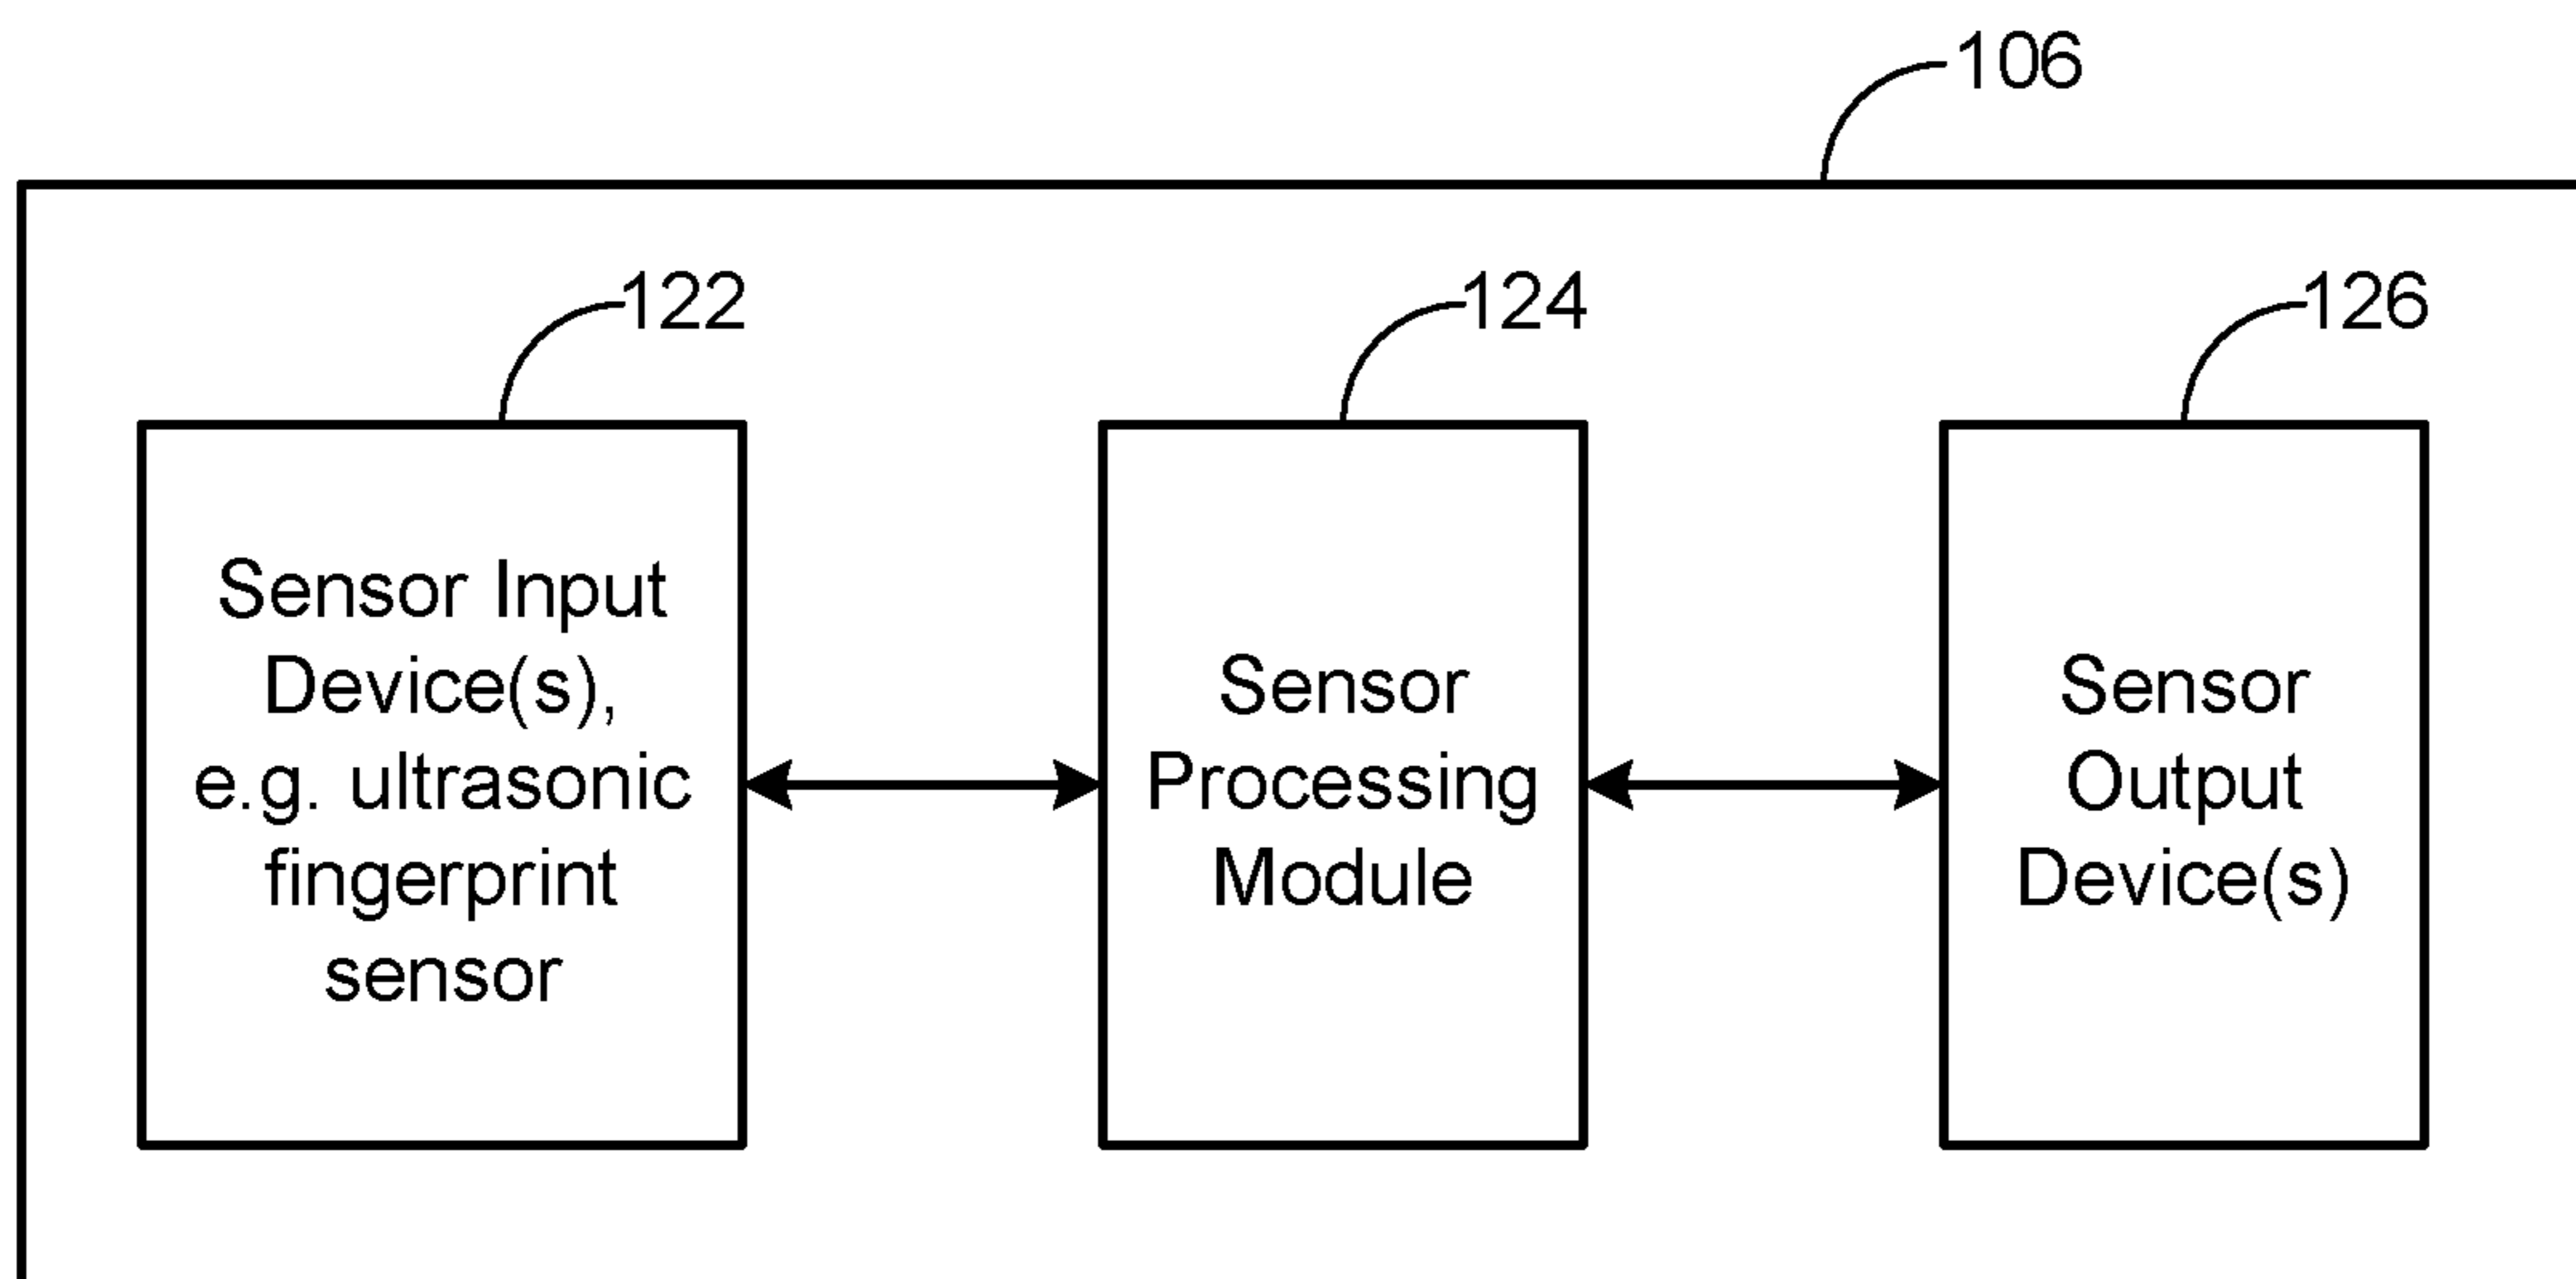 106
122
124
126
Sensor Input
Device(s),
e.g. ultrasonic
fingerprint
sensor
Sensor
Processing
Module
Sensor
Output
Device(s)